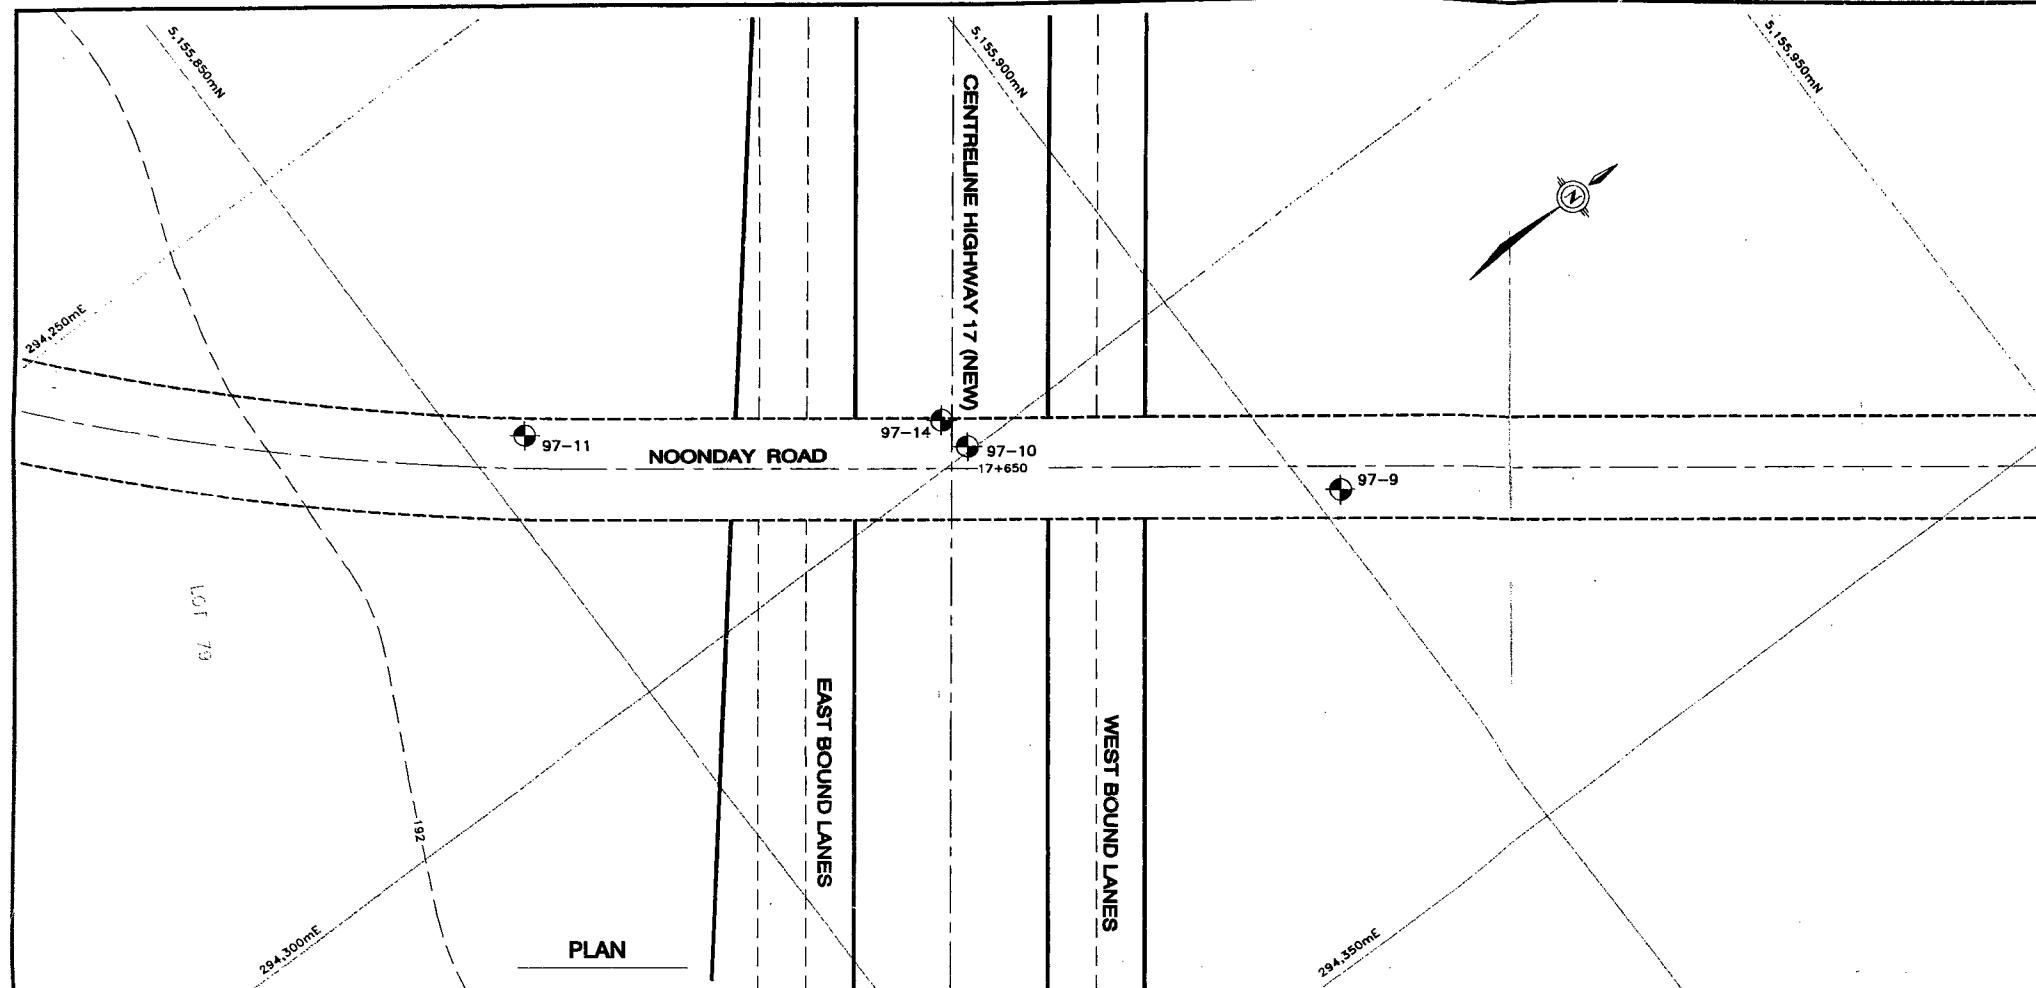 5,155,850mN
5,155,900mN
5,155,950mN
CENTRELINE HIGHWAY 17 (NEW)
N
294,250mE
97-14
97-11
NOONDAY ROAD
97-10
17+650
97-9
LOT 79
EAST BOUND LANES
WEST BOUND LANES
192
294,300mE
PLAN
294,350mE